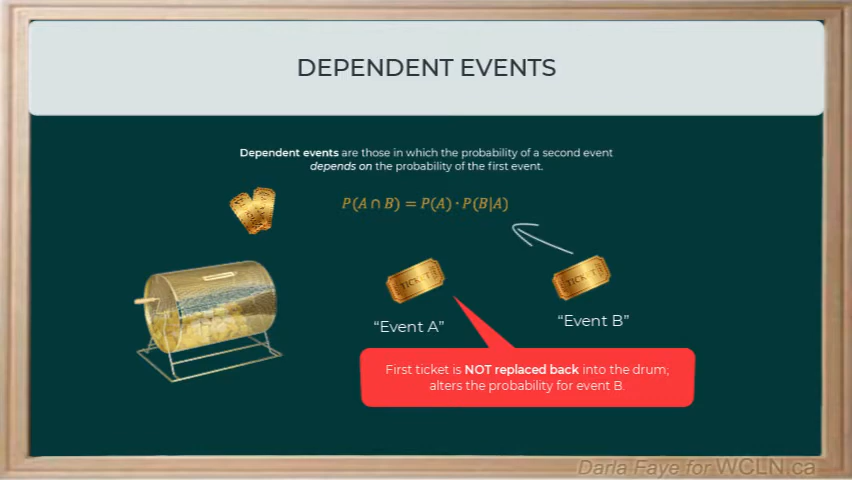 DEPENDENT EVENTS
Dependent events are those in which the probability of a second event
depends on the probability of the first event.
P(A ∩ B) = P(A) · P(B|A)
TICKET
TICKET
"Event A"
"Event B"
First ticket is NOT replaced back into the drum;
alters the probability for event B.
Darla Faye for WCLN.ca